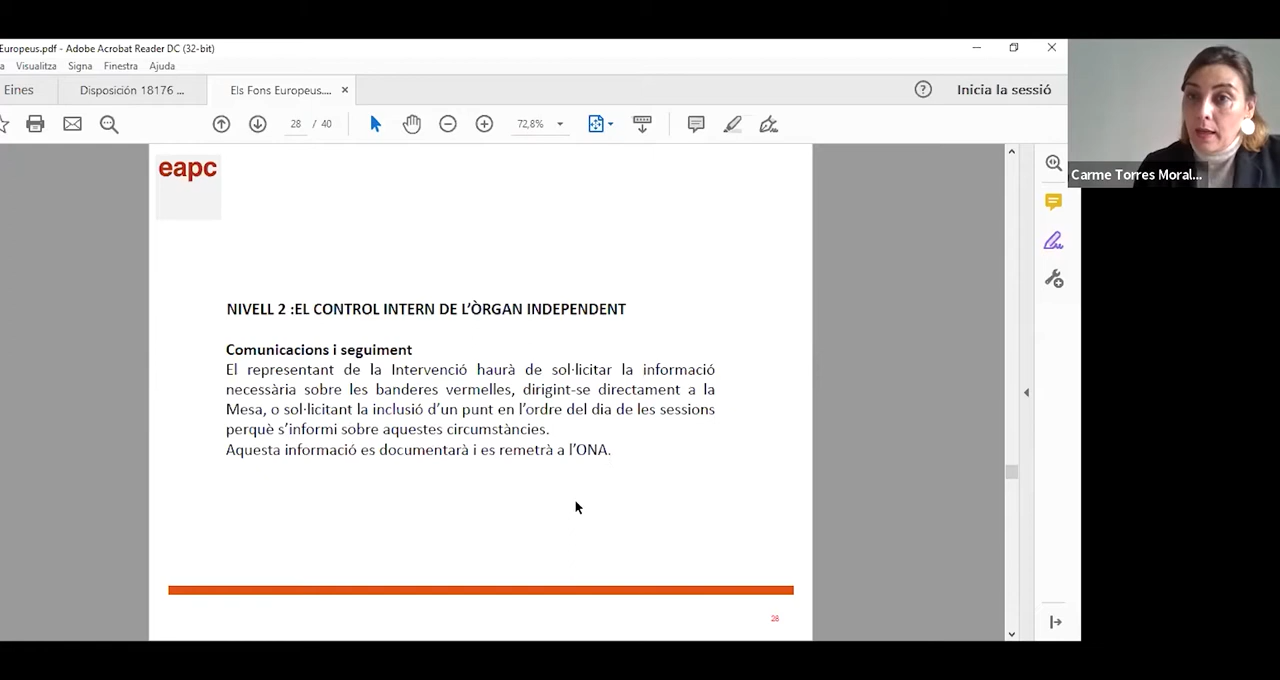 Europeus.pdf - Adobe Acrobat Reader DC (32-bit)
a Visualitza Signa Finestra Ajuda
Eines Disposición 18176 ... Els Fons Europeus.... × Inicia la sessió
28 / 40 72,8%
eapc
Carme Torres Moral...
NIVELL 2 :EL CONTROL INTERN DE L’ÒRGAN INDEPENDENT
Comunicacions i seguiment
El representant de la Intervenció haurà de sol·licitar la informació
necessària sobre les banderes vermelles, dirigint-se directament a la
Mesa, o sol·licitant la inclusió d’un punt en l’ordre del dia de les sessions
perquè s’informi sobre aquestes circumstàncies.
Aquesta informació es documentarà i es remetrà a l’ONA.
28